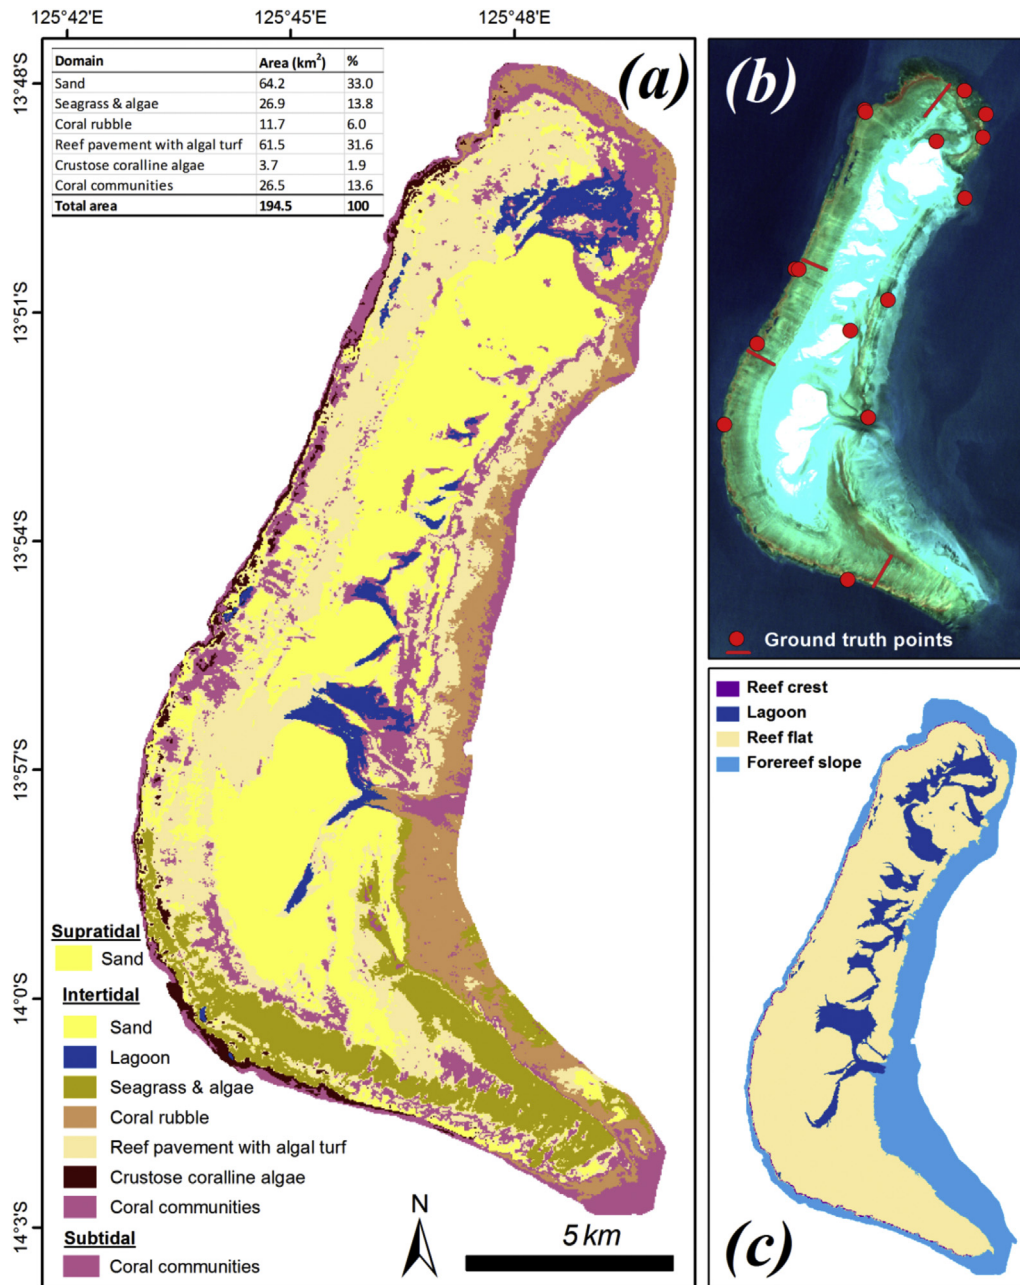 125°42'E 125°45'E 125°48'E
13°48'S
13°51'S
13°54'S
13°57'S
14°0'S
14°3'S
(a)
Domain Area (km²) %
Sand 64.2 33.0
Seagrass & algae 26.9 13.8
Coral rubble 11.7 6.0
Reef pavement with algal turf 61.5 31.6
Crustose coralline algae 3.7 1.9
Coral communities 26.5 13.6
Total area 194.5 100
Supratidal
Sand
Intertidal
Sand
Lagoon
Seagrass & algae
Coral rubble
Reef pavement with algal turf
Crustose coralline algae
Coral communities
Subtidal
Coral communities
N
5 km
(b)
Ground truth points
Reef crest
Lagoon
Reef flat
Forereef slope
(c)